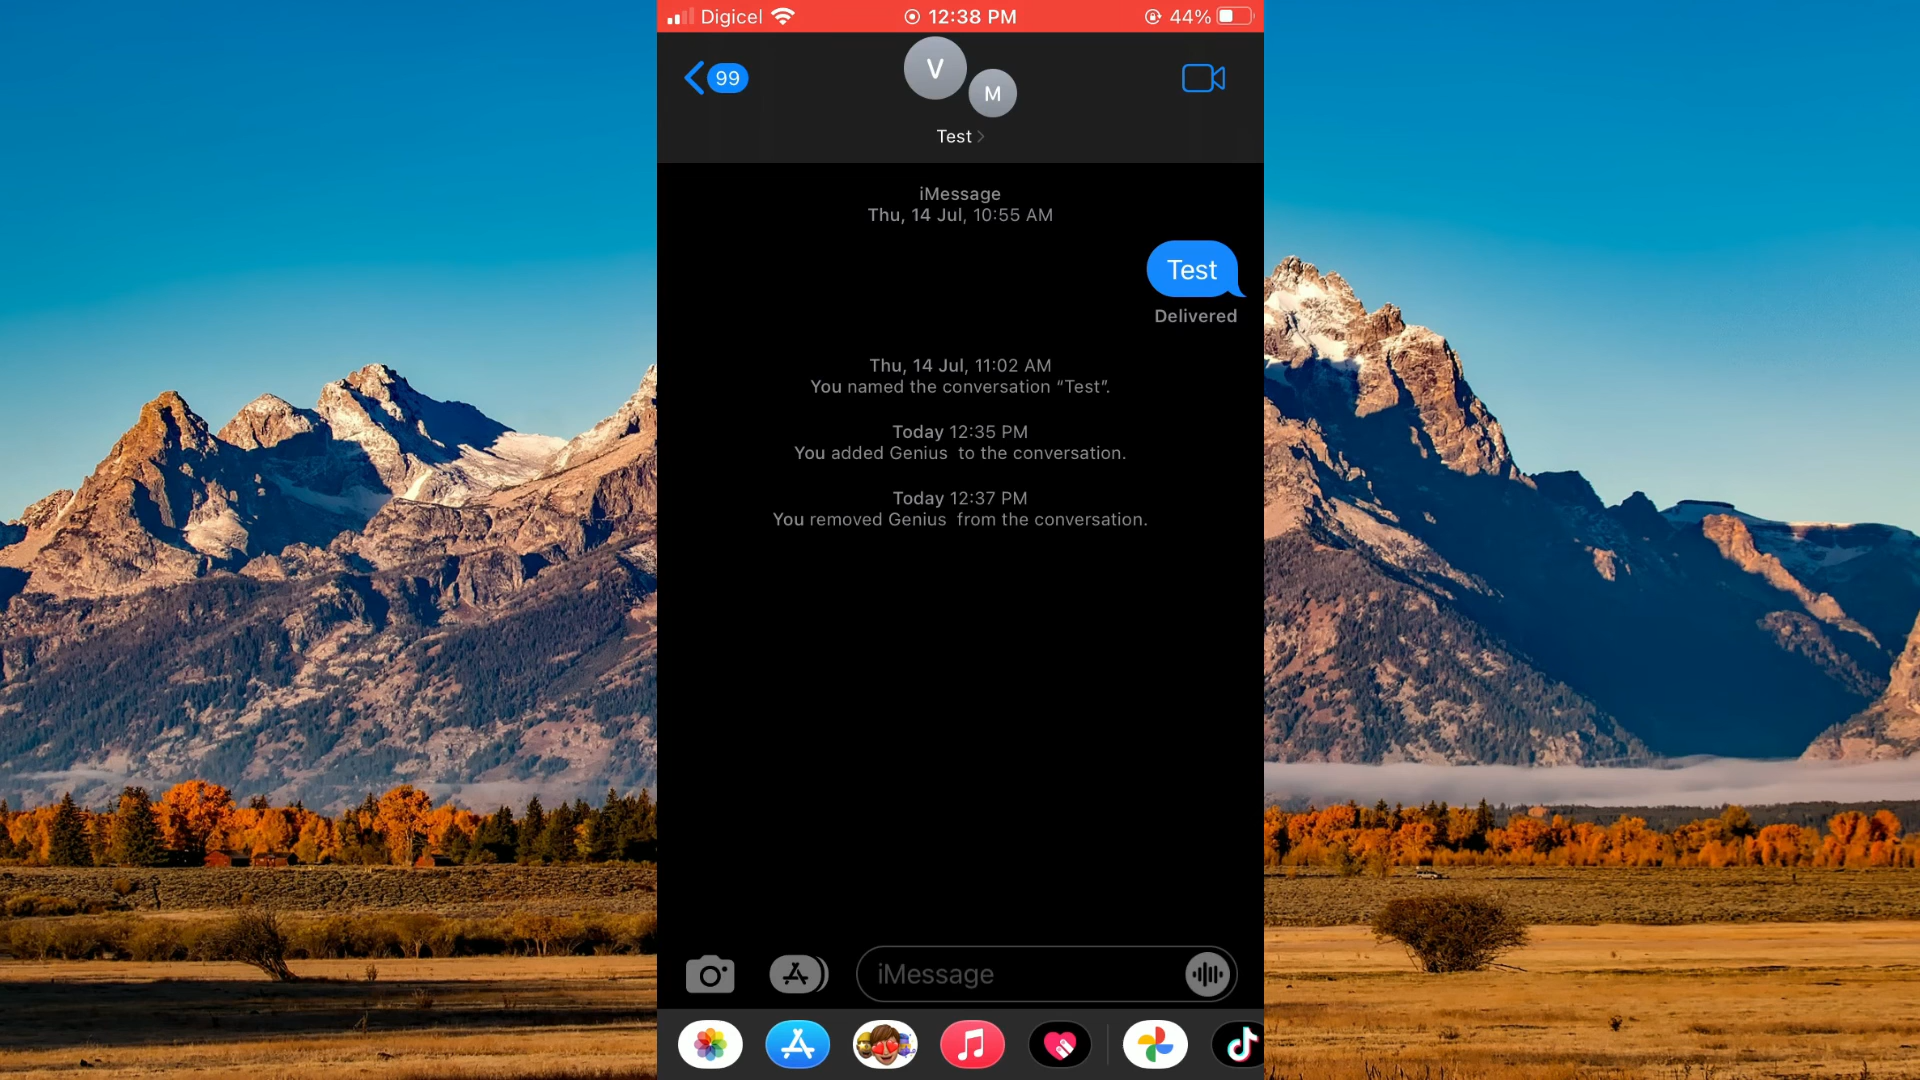 Digicel 12:38 PM 44%
99
V
M
Test
iMessage
Thu, 14 Jul, 10:55 AM
Test
Delivered
Thu, 14 Jul, 11:02 AM
You named the conversation “Test”.
Today 12:35 PM
You added Genius  to the conversation.
Today 12:37 PM
You removed Genius  from the conversation.
iMessage